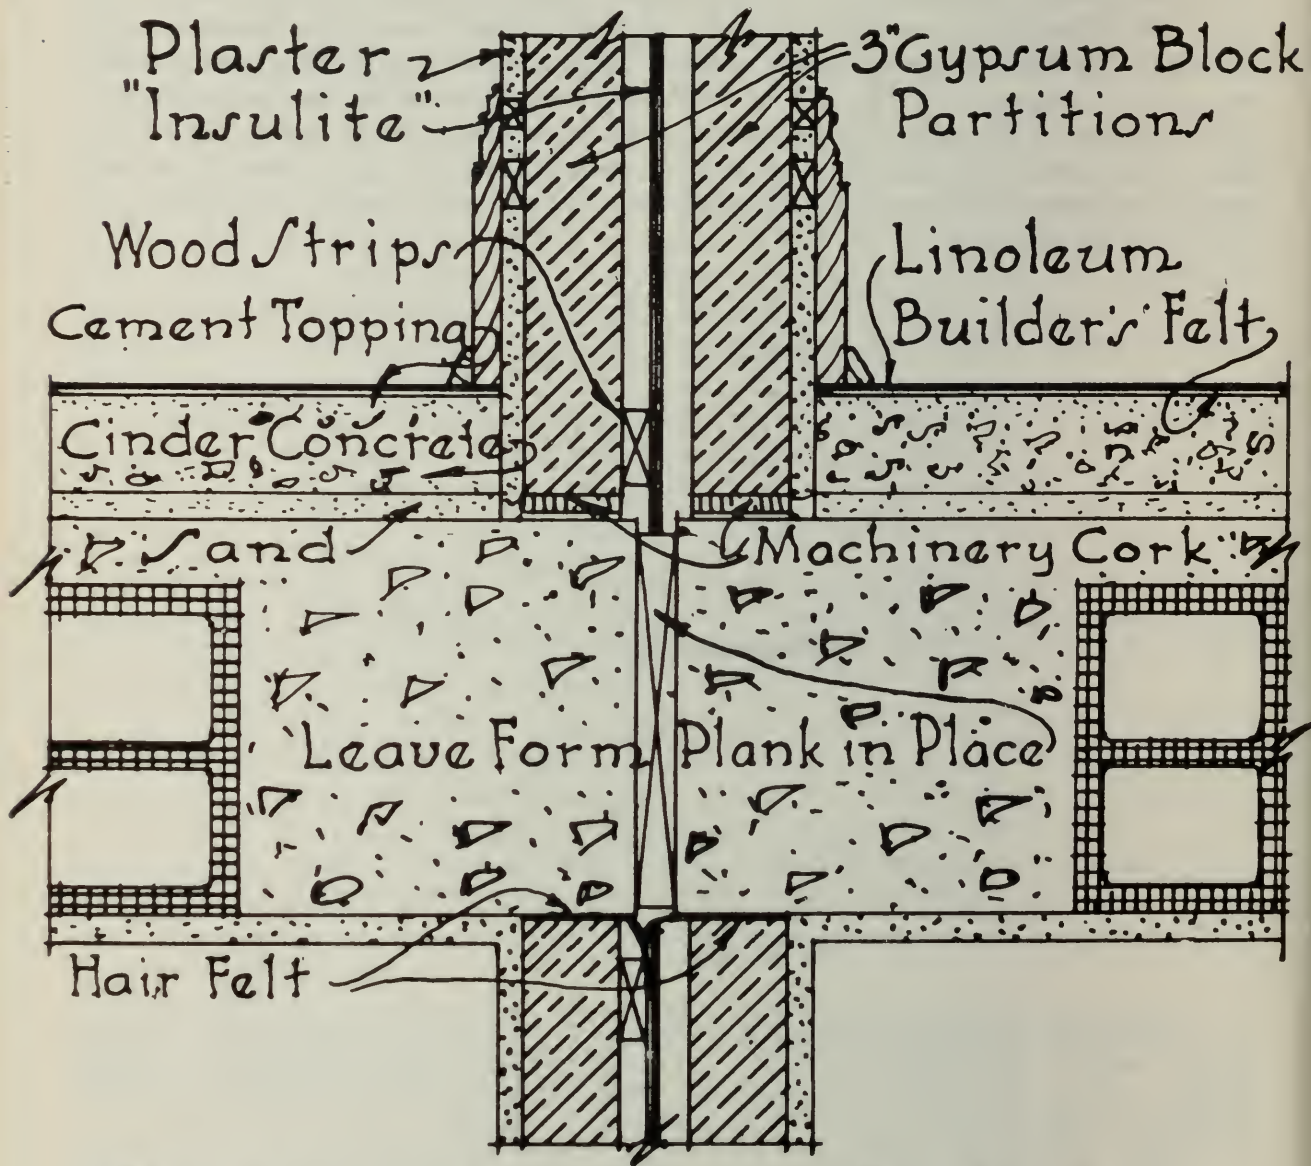 Plaster
"Insulite"
3" Gypsum Block
Partitions
Wood Strips
Cement Topping
Linoleum
Builder's Felt
Cinder Concrete
Sand
Machinery Cork
Leave Form Plank in Place
Hair Felt